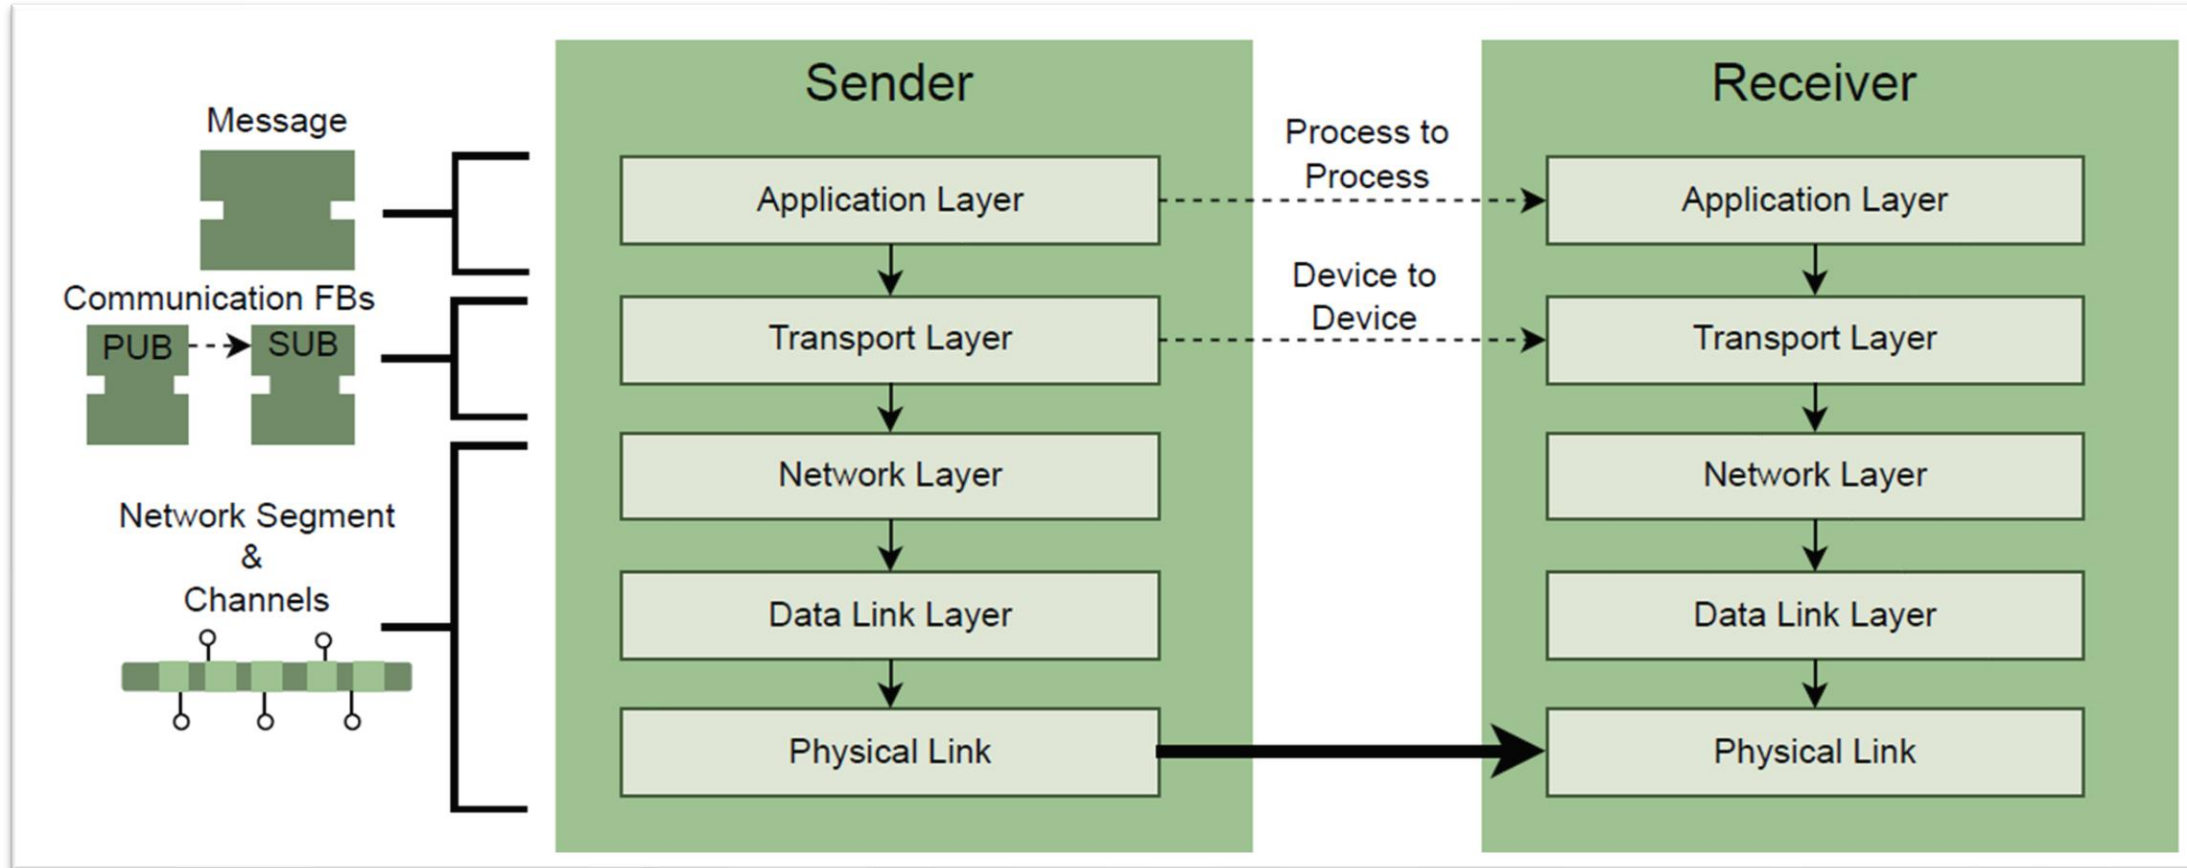 Message
Communication FBs
PUB
SUB
Network Segment
&
Channels
Sender
Application Layer
Transport Layer
Network Layer
Data Link Layer
Physical Link
Process to
Process
Device to
Device
Receiver
Application Layer
Transport Layer
Network Layer
Data Link Layer
Physical Link